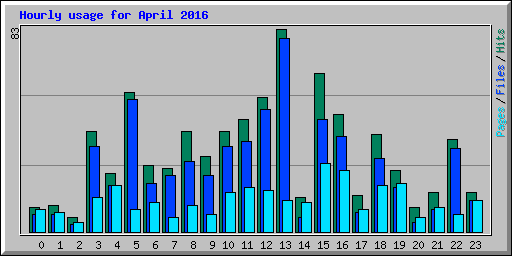 Hourly usage for April 2016
83
Pages / Files / Hits
0 1 2 3 4 5 6 7 8 9 10 11 12 13 14 15 16 17 18 19 20 21 22 23